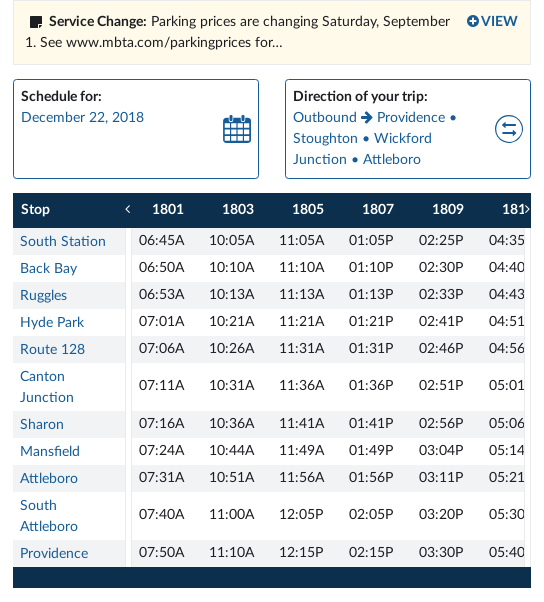 Service Change: Parking prices are changing Saturday, September
VIEW
1. See www.mbta.com/parkingprices for...
Schedule for:
December 22, 2018
Direction of your trip:
Outbound → Providence •
Stoughton • Wickford
Junction • Attleboro
Stop < 1801 1803 1805 1807 1809 181>
South Station 06:45A 10:05A 11:05A 01:05P 02:25P 04:35
Back Bay 06:50A 10:10A 11:10A 01:10P 02:30P 04:40
Ruggles 06:53A 10:13A 11:13A 01:13P 02:33P 04:43
Hyde Park 07:01A 10:21A 11:21A 01:21P 02:41P 04:51
Route 128 07:06A 10:26A 11:31A 01:31P 02:46P 04:56
Canton
Junction 07:11A 10:31A 11:36A 01:36P 02:51P 05:01
Sharon 07:16A 10:36A 11:41A 01:41P 02:56P 05:06
Mansfield 07:24A 10:44A 11:49A 01:49P 03:04P 05:14
Attleboro 07:31A 10:51A 11:56A 01:56P 03:11P 05:21
South
Attleboro 07:40A 11:00A 12:05P 02:05P 03:20P 05:30
Providence 07:50A 11:10A 12:15P 02:15P 03:30P 05:40